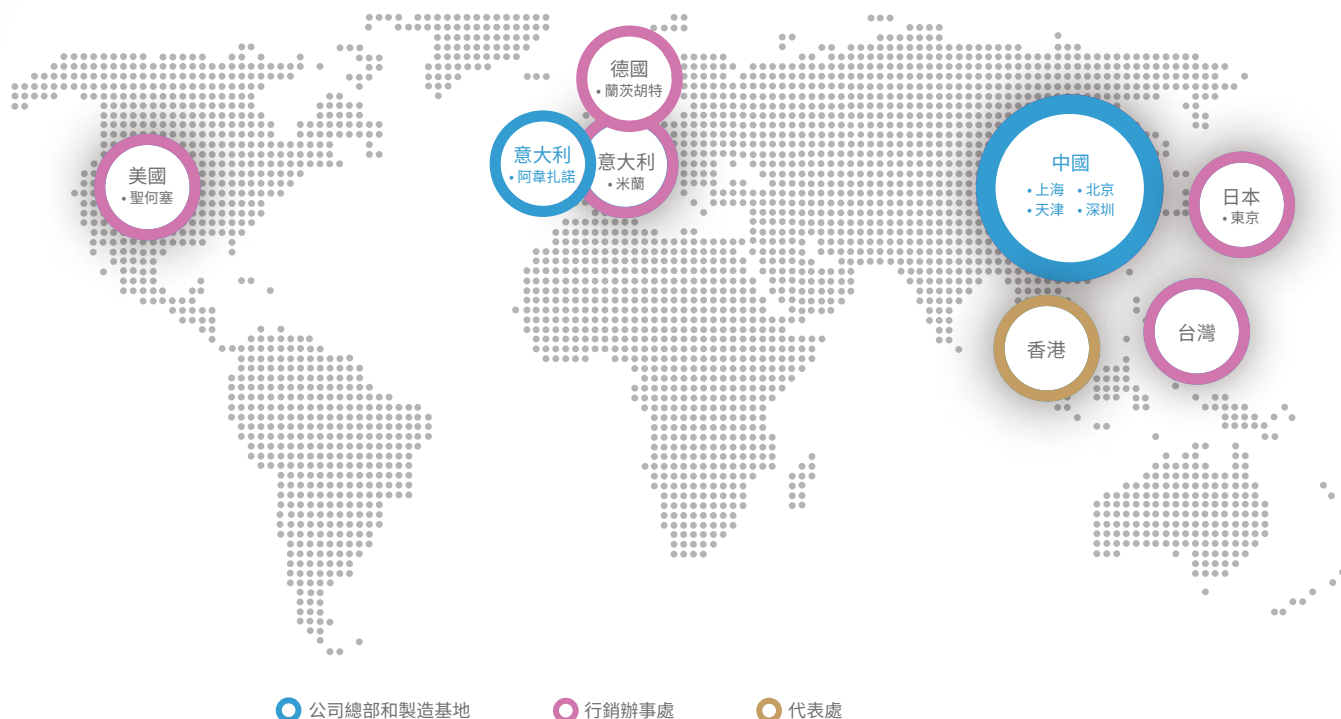 德國
• 蘭茨胡特
意大利
• 阿韋扎諾
意大利
• 米蘭
美國
• 聖何塞
中國
• 上海 • 北京
• 天津 • 深圳
日本
• 東京
香港
台灣
公司總部和製造基地
行銷辦事處
代表處